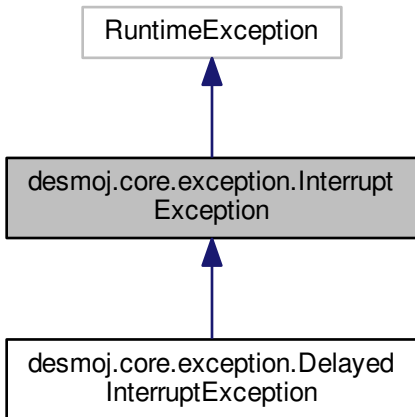 RuntimeException
desmoj.core.exception.Interrupt
Exception
desmoj.core.exception.Delayed
InterruptException